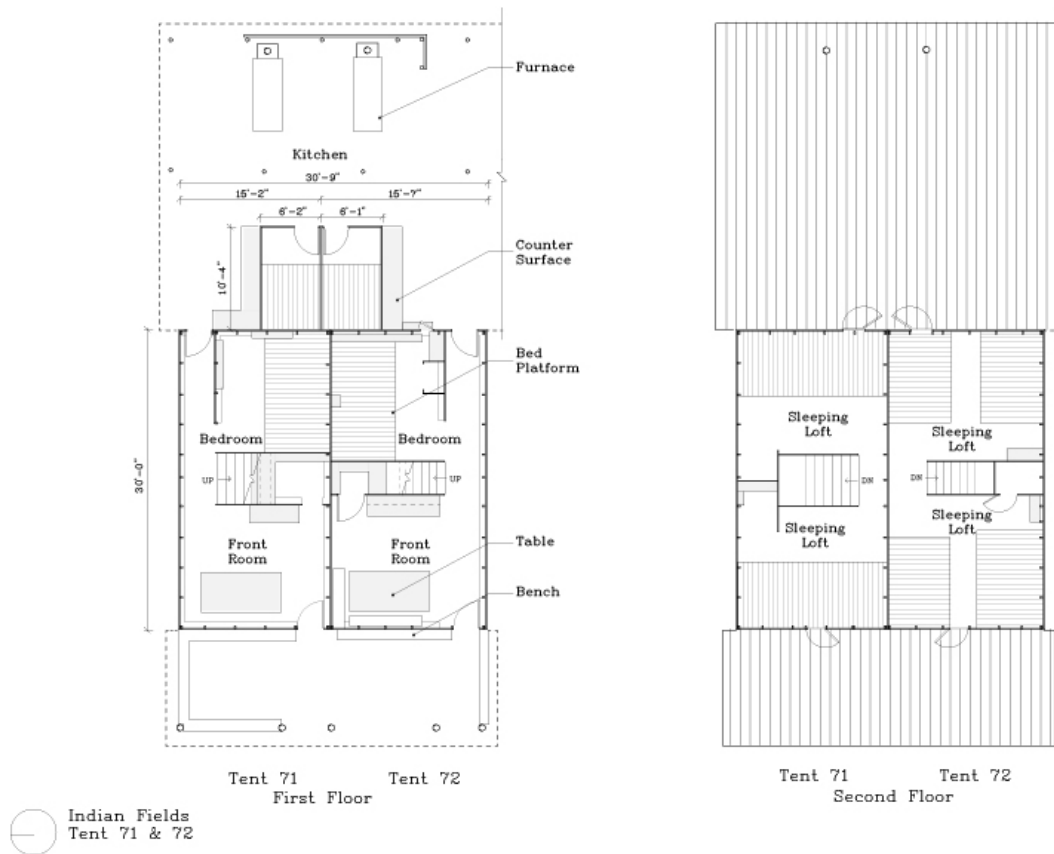 Furnace
Kitchen
30'-9"
15'-2"
15'-7"
6'-2"
6'-1"
10'-4"
Counter
Surface
Bed
Platform
Bedroom
Bedroom
UP
UP
30'-0"
Front
Room
Front
Room
Table
Bench
Tent 71
Tent 72
First Floor
Sleeping
Loft
Sleeping
Loft
DN
DN
Sleeping
Loft
Sleeping
Loft
Tent 71
Tent 72
Second Floor
Indian Fields
Tent 71 & 72